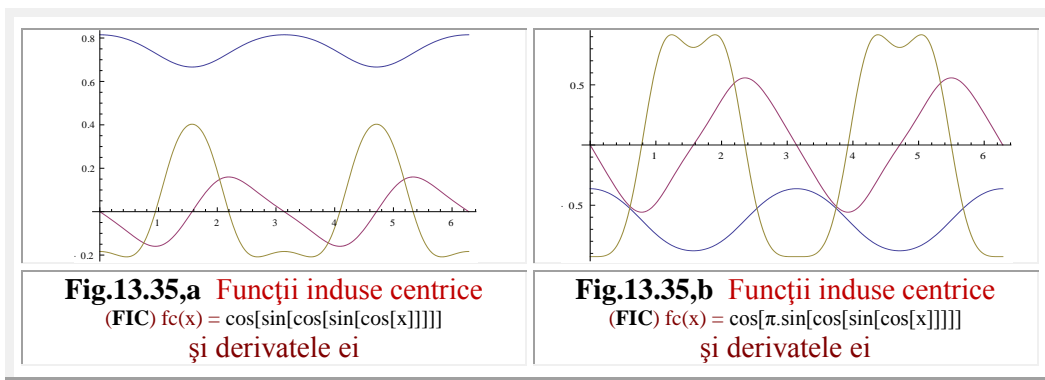 0.8
0.6
0.4
0.2
- 0.2
1 2 3 4 5 6
0.5
- 0.5
1 2 3 4 5 6
Fig.13.35,a Funcţii induse centrice
(FIC) fc(x) = cos[sin[cos[sin[cos[x]]]]]
şi derivatele ei
Fig.13.35,b Funcţii induse centrice
(FIC) fc(x) = cos[π.sin[cos[sin[cos[x]]]]]
şi derivatele ei